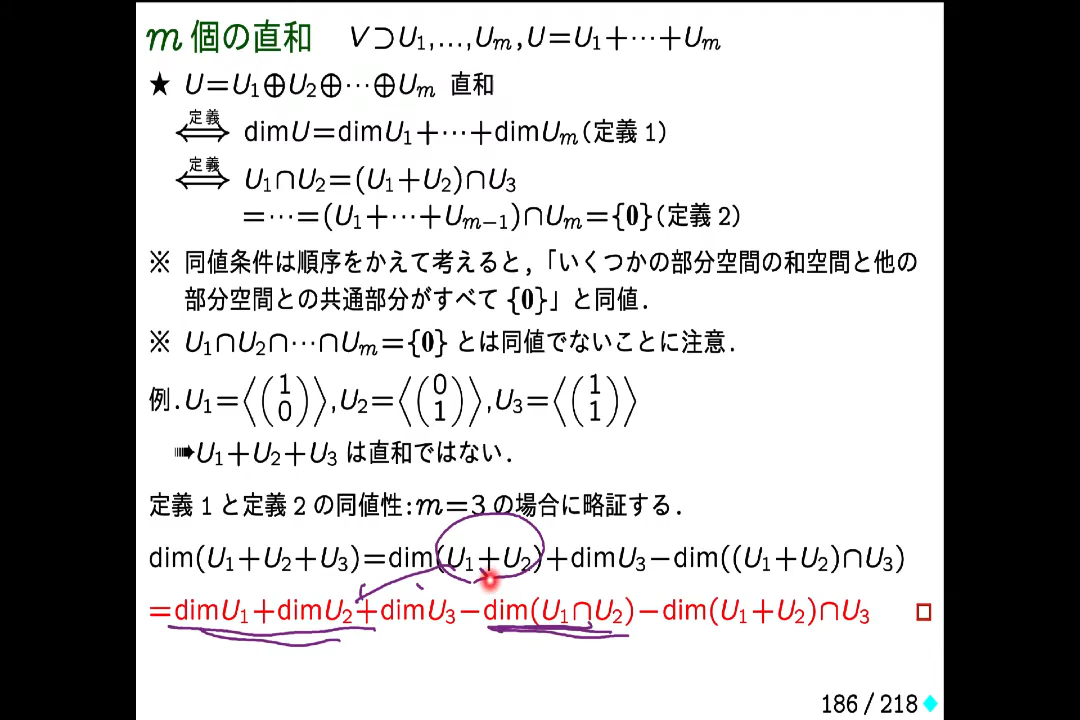 m 個の直和 V⊃U₁,…,Uₘ,U=U₁+⋯+Uₘ
★ U=U₁⊕U₂⊕⋯⊕Uₘ 直和
⟺(定義) dimU=dimU₁+⋯+dimUₘ(定義 1)
⟺(定義) U₁∩U₂=(U₁+U₂)∩U₃
=⋯=(U₁+⋯+Uₘ₋₁)∩Uₘ={0}(定義 2)
※ 同値条件は順序をかえて考えると,「いくつかの部分空間の和空間と他の
部分空間との共通部分がすべて {0}」と同値.
※ U₁∩U₂∩⋯∩Uₘ={0} とは同値でないことに注意.
例.U₁=⟨(1 0)⟩,U₂=⟨(0 1)⟩,U₃=⟨(1 1)⟩
➠U₁+U₂+U₃ は直和ではない.
定義 1 と定義 2 の同値性:m=3 の場合に略証する.
dim(U₁+U₂+U₃)=dim(U₁+U₂)+dimU₃−dim((U₁+U₂)∩U₃)
=dimU₁+dimU₂+dimU₃−dim(U₁∩U₂)−dim(U₁+U₂)∩U₃ □
186 / 218